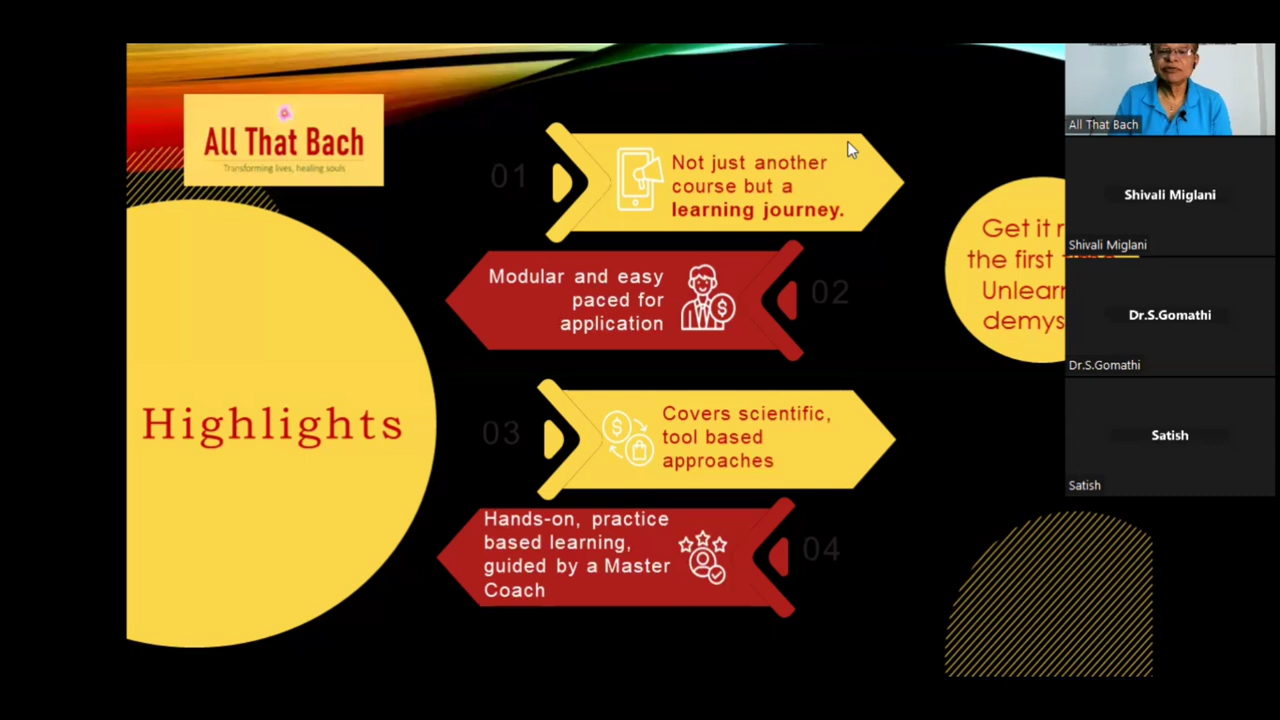 All That Bach
Transforming lives, healing souls
Highlights
01
Not just another
course but a
learning journey.
Modular and easy
paced for
application
02
03
Covers scientific,
tool based
approaches
Hands-on, practice
based learning,
guided by a Master
Coach
04
Get it
the first
Unlearn
All That Bach
Shivali Miglani
Shivali Miglani
Dr.S.Gomathi
Dr.S.Gomathi
Satish
Satish